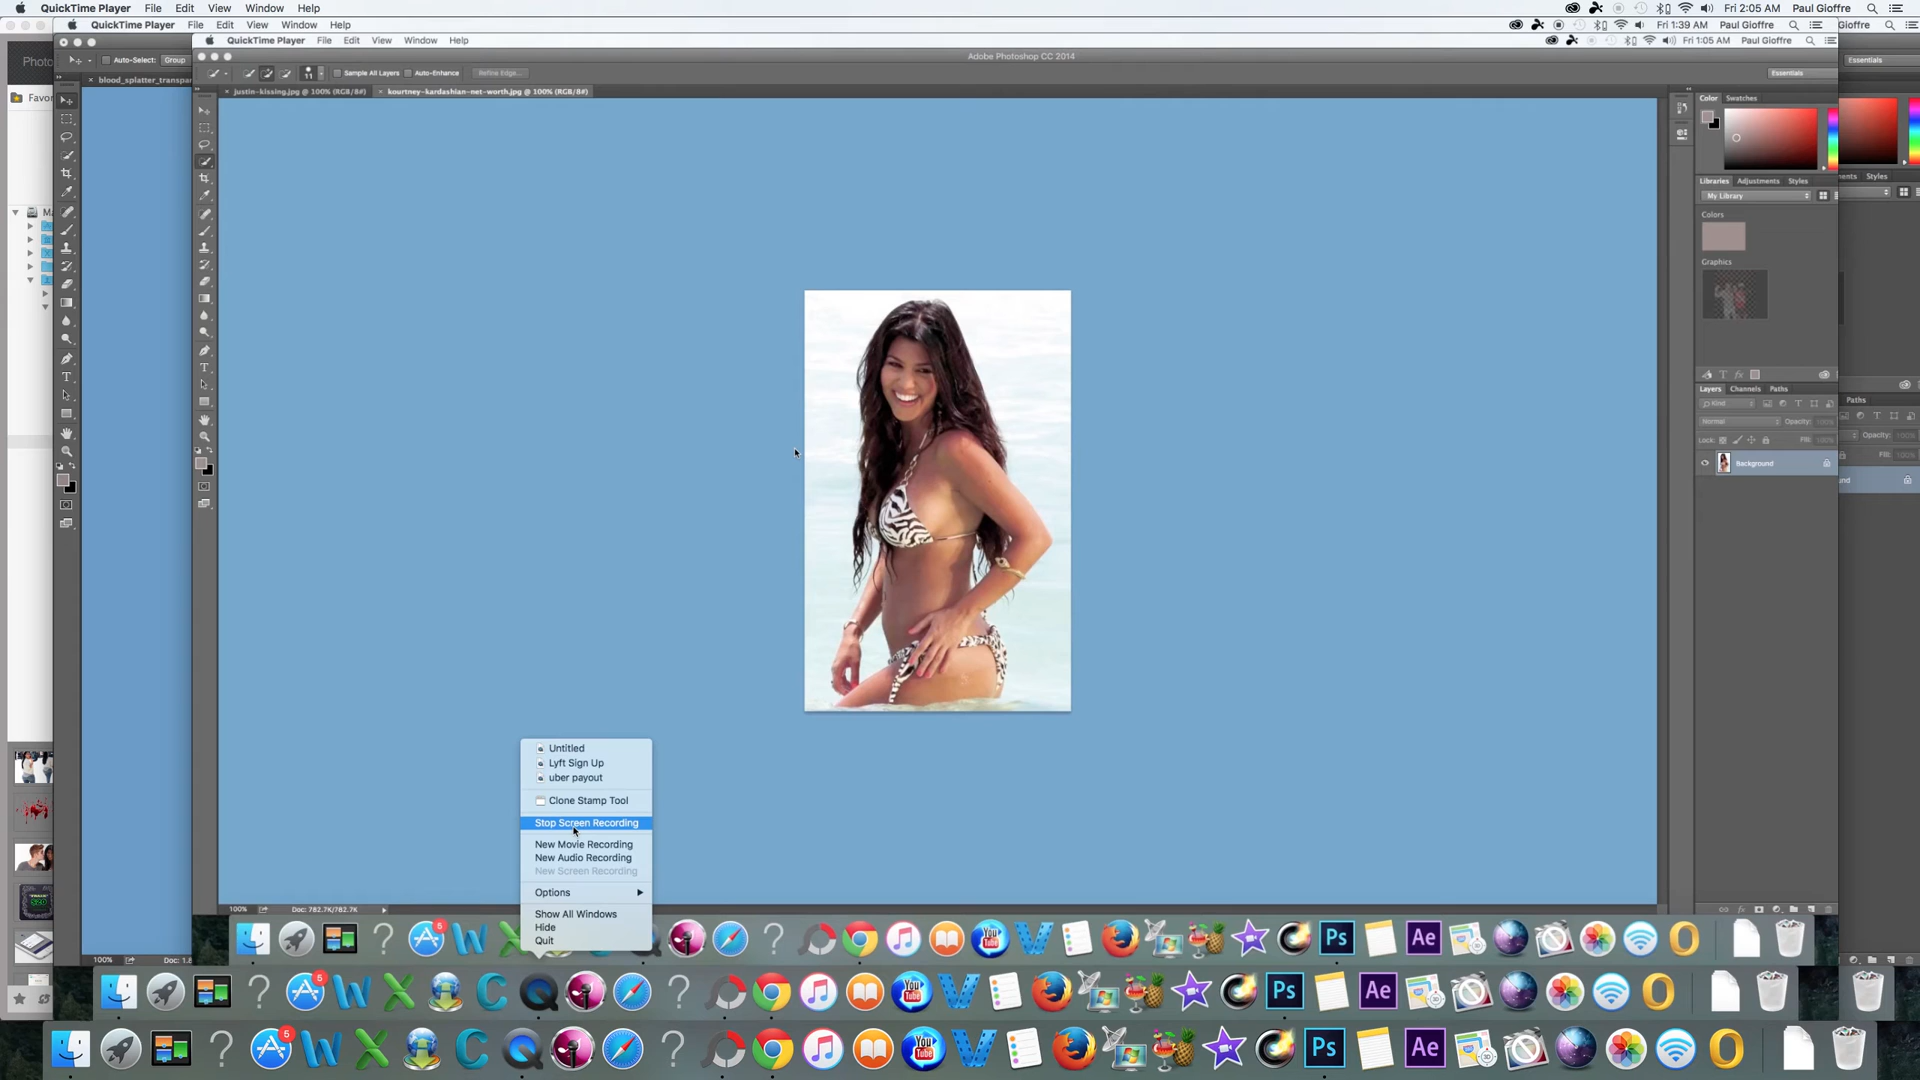 QuickTime Player File Edit View Window Help Fri 2:05 AM Paul Gioffre
QuickTime Player File Edit View Window Help Fri 1:39 AM Paul Gioffre Gioffre
QuickTime Player File Edit View Window Help Fri 1:05 AM Paul Gioffre
Adobe Photoshop CC 2014
Photo
Auto-Select: Group
Essentials
11 Sample All Layers Auto-Enhance Refine Edge... Essentials
blood_splatter_transpar
justin-kissing.jpg @ 100% (RGB/8#) kourtney-kardashian-net-worth.jpg @ 100% (RGB/8#)
Favor
Color Swatches
Libraries Adjustments Styles
ments Styles
My Library
Ma
Colors
Graphics
Layers Channels Paths
Paths
Kind
Normal Opacity:
Opacity: 100%
Lock: Fill:
Fill:
Background
und
Untitled
Lyft Sign Up
uber payout
Clone Stamp Tool
Stop Screen Recording
New Movie Recording
New Audio Recording
New Screen Recording
Options
Show All Windows
Hide
Quit
100% Doc: 782.7K/782.7K
100% Doc: 1.8